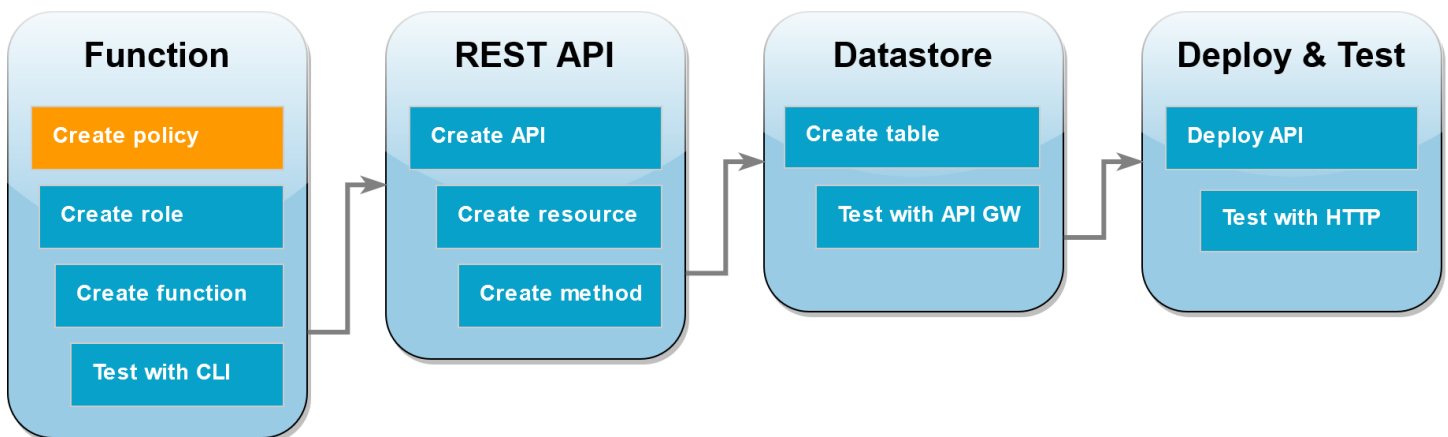 Function
Create policy
Create role
Create function
Test with CLI
REST API
Create API
Create resource
Create method
Datastore
Create table
Test with API GW
Deploy & Test
Deploy API
Test with HTTP